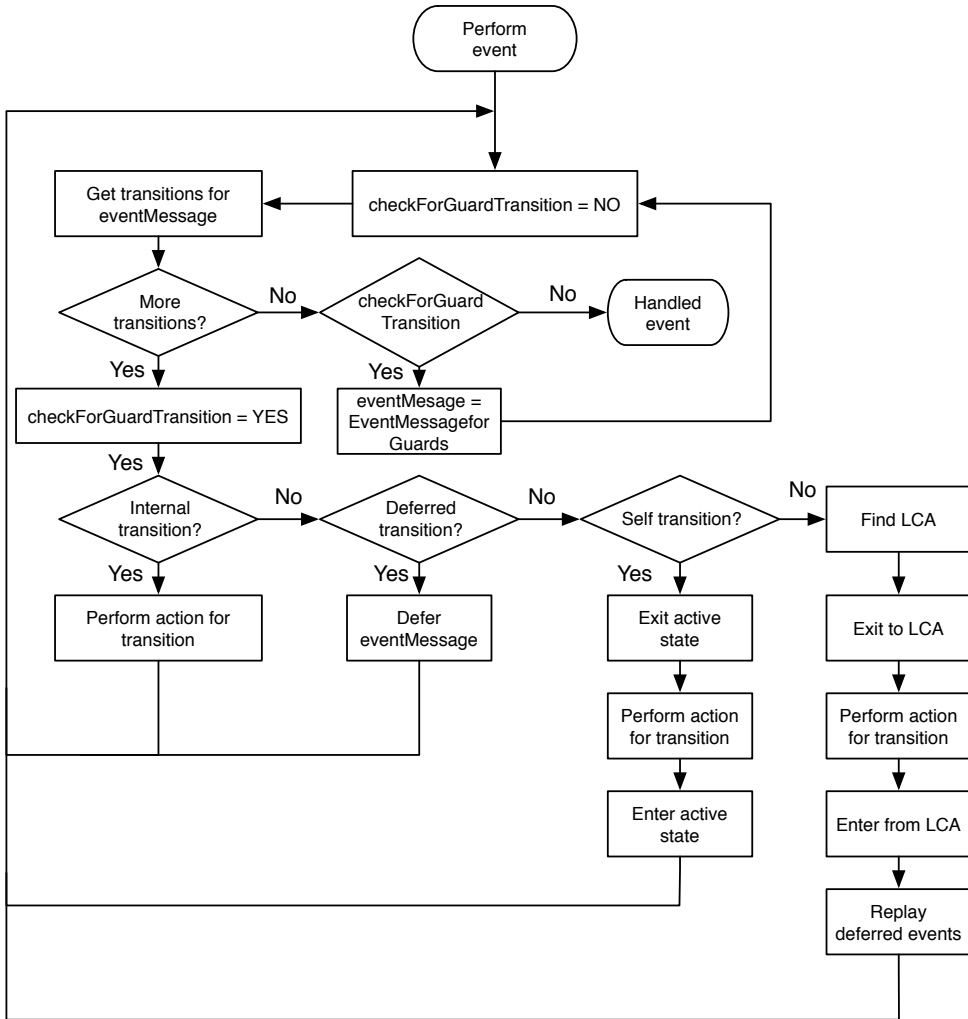 Perform
event
Get transitions for
eventMessage
checkForGuardTransition = NO
More
transitions?
No
checkForGuard
Transition
No
Handled
event
Yes
Yes
checkForGuardTransition = YES
eventMesage =
EventMessagefor
Guards
Yes
Internal
transition?
No
Deferred
transition?
No
Self transition?
No
Find LCA
Yes
Yes
Yes
Perform action for
transition
Defer
eventMessage
Exit active
state
Exit to LCA
Perform action
for transition
Perform action
for transition
Enter active
state
Enter from LCA
Replay
deferred events